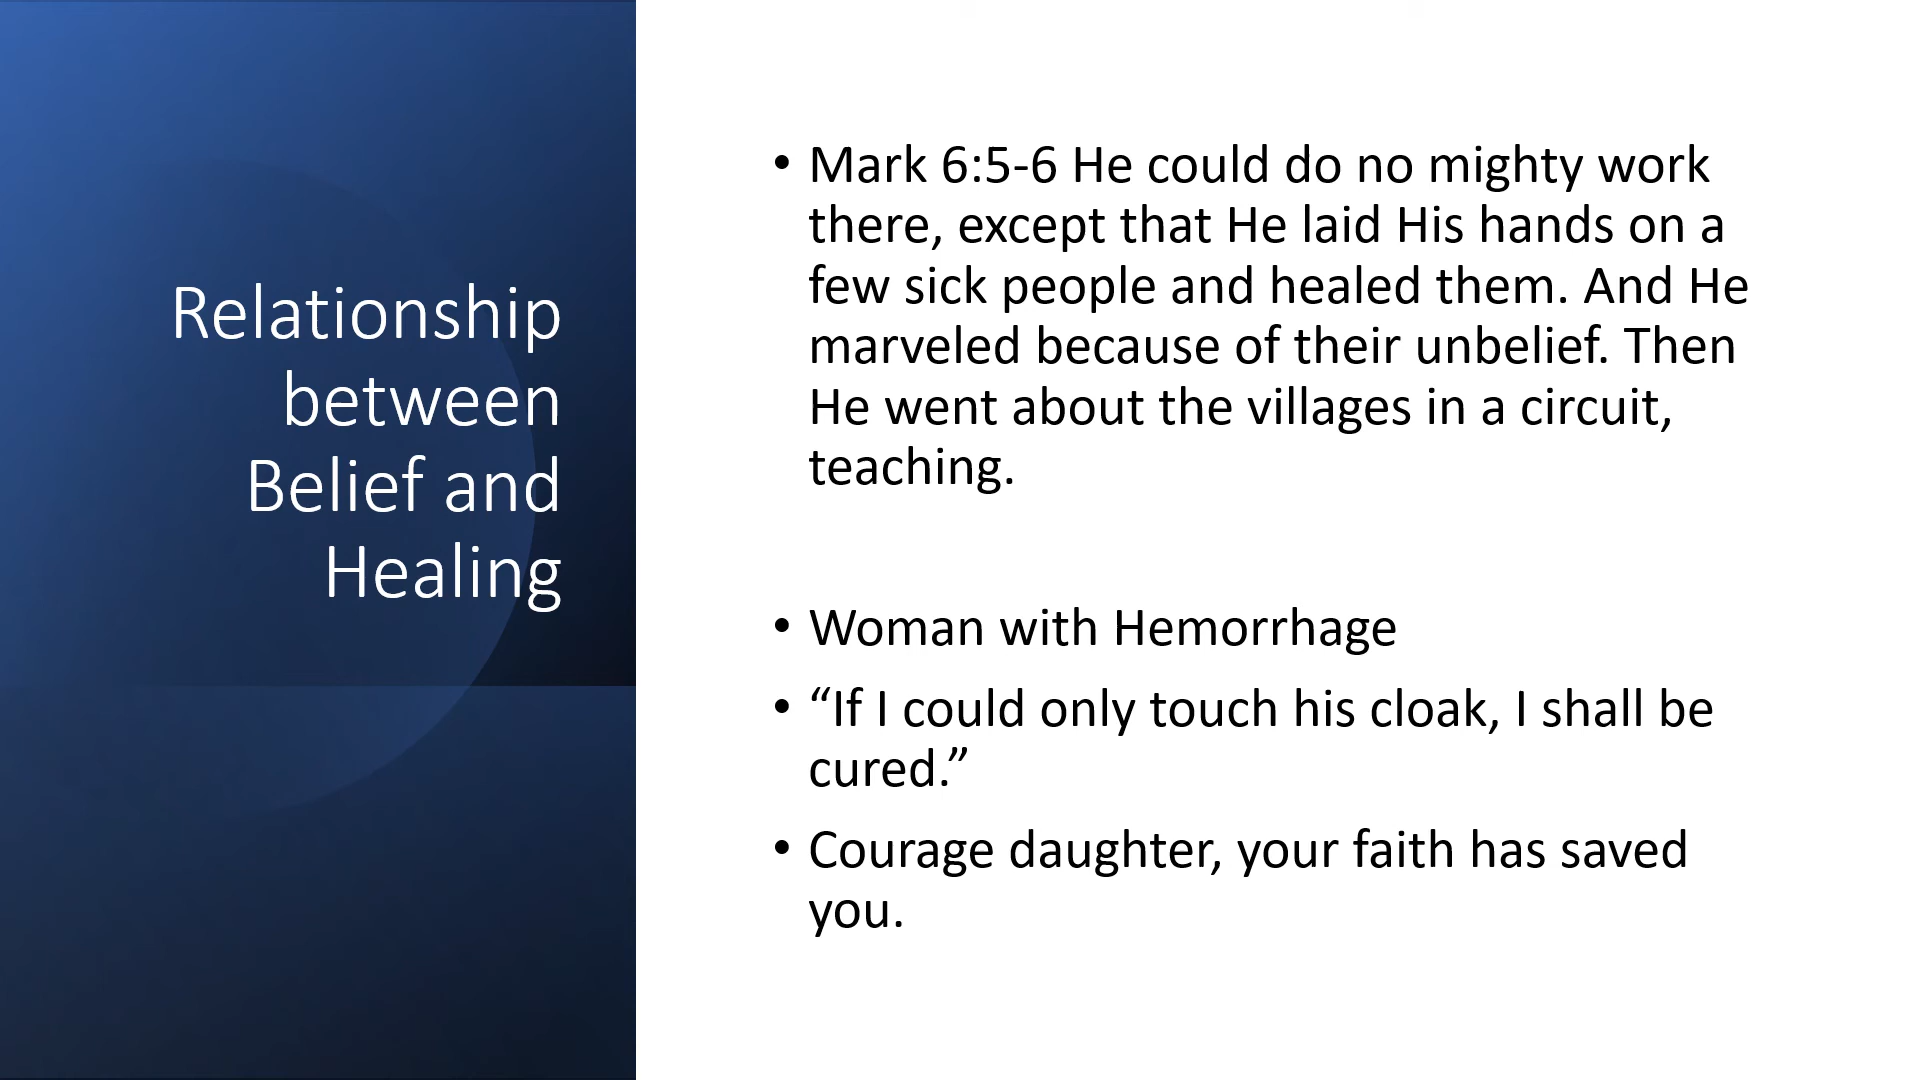 Relationship
between
Belief and
Healing
• Mark 6:5-6 He could do no mighty work
there, except that He laid His hands on a
few sick people and healed them. And He
marveled because of their unbelief. Then
He went about the villages in a circuit,
teaching.
• Woman with Hemorrhage
• “If I could only touch his cloak, I shall be
cured.”
• Courage daughter, your faith has saved
you.